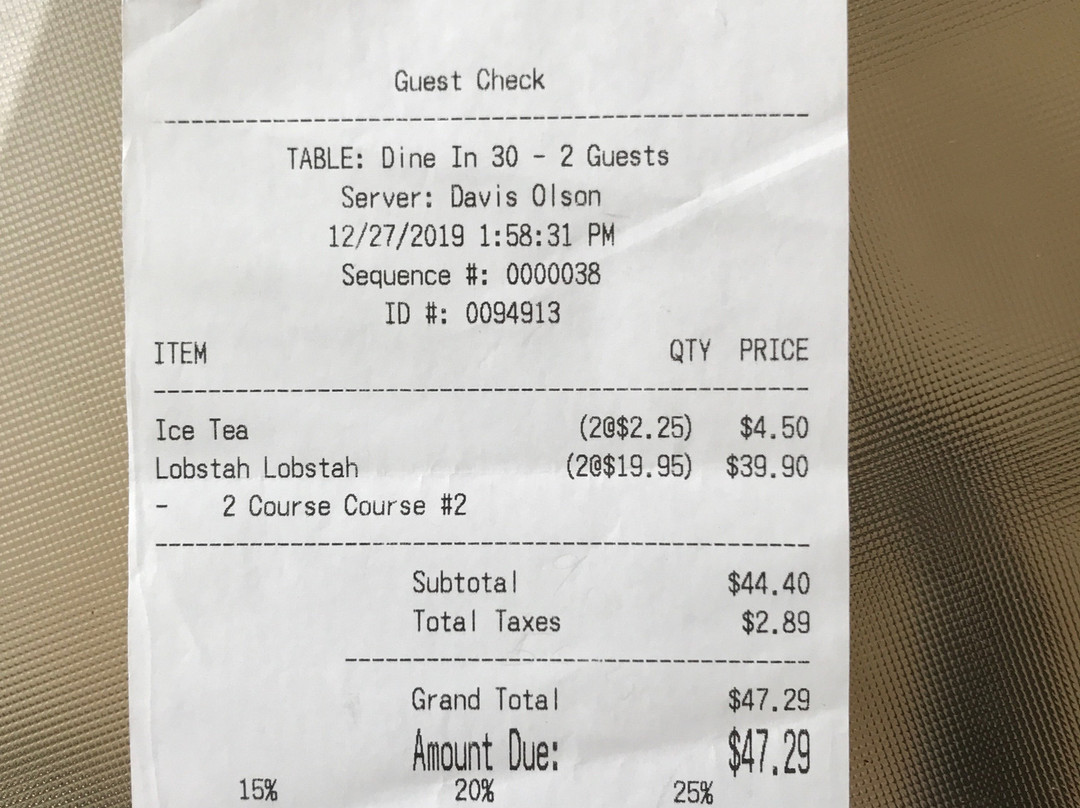 Guest Check
TABLE: Dine In 30 - 2 Guests
Server: Davis Olson
12/27/2019 1:58:31 PM
Sequence #: 0000038
ID #: 0094913
ITEM QTY PRICE
Ice Tea (2@$2.25) $4.50
Lobstah Lobstah (2@$19.95) $39.90
- 2 Course Course #2
Subtotal $44.40
Total Taxes $2.89
Grand Total $47.29
Amount Due: $47.29
15% 20% 25%